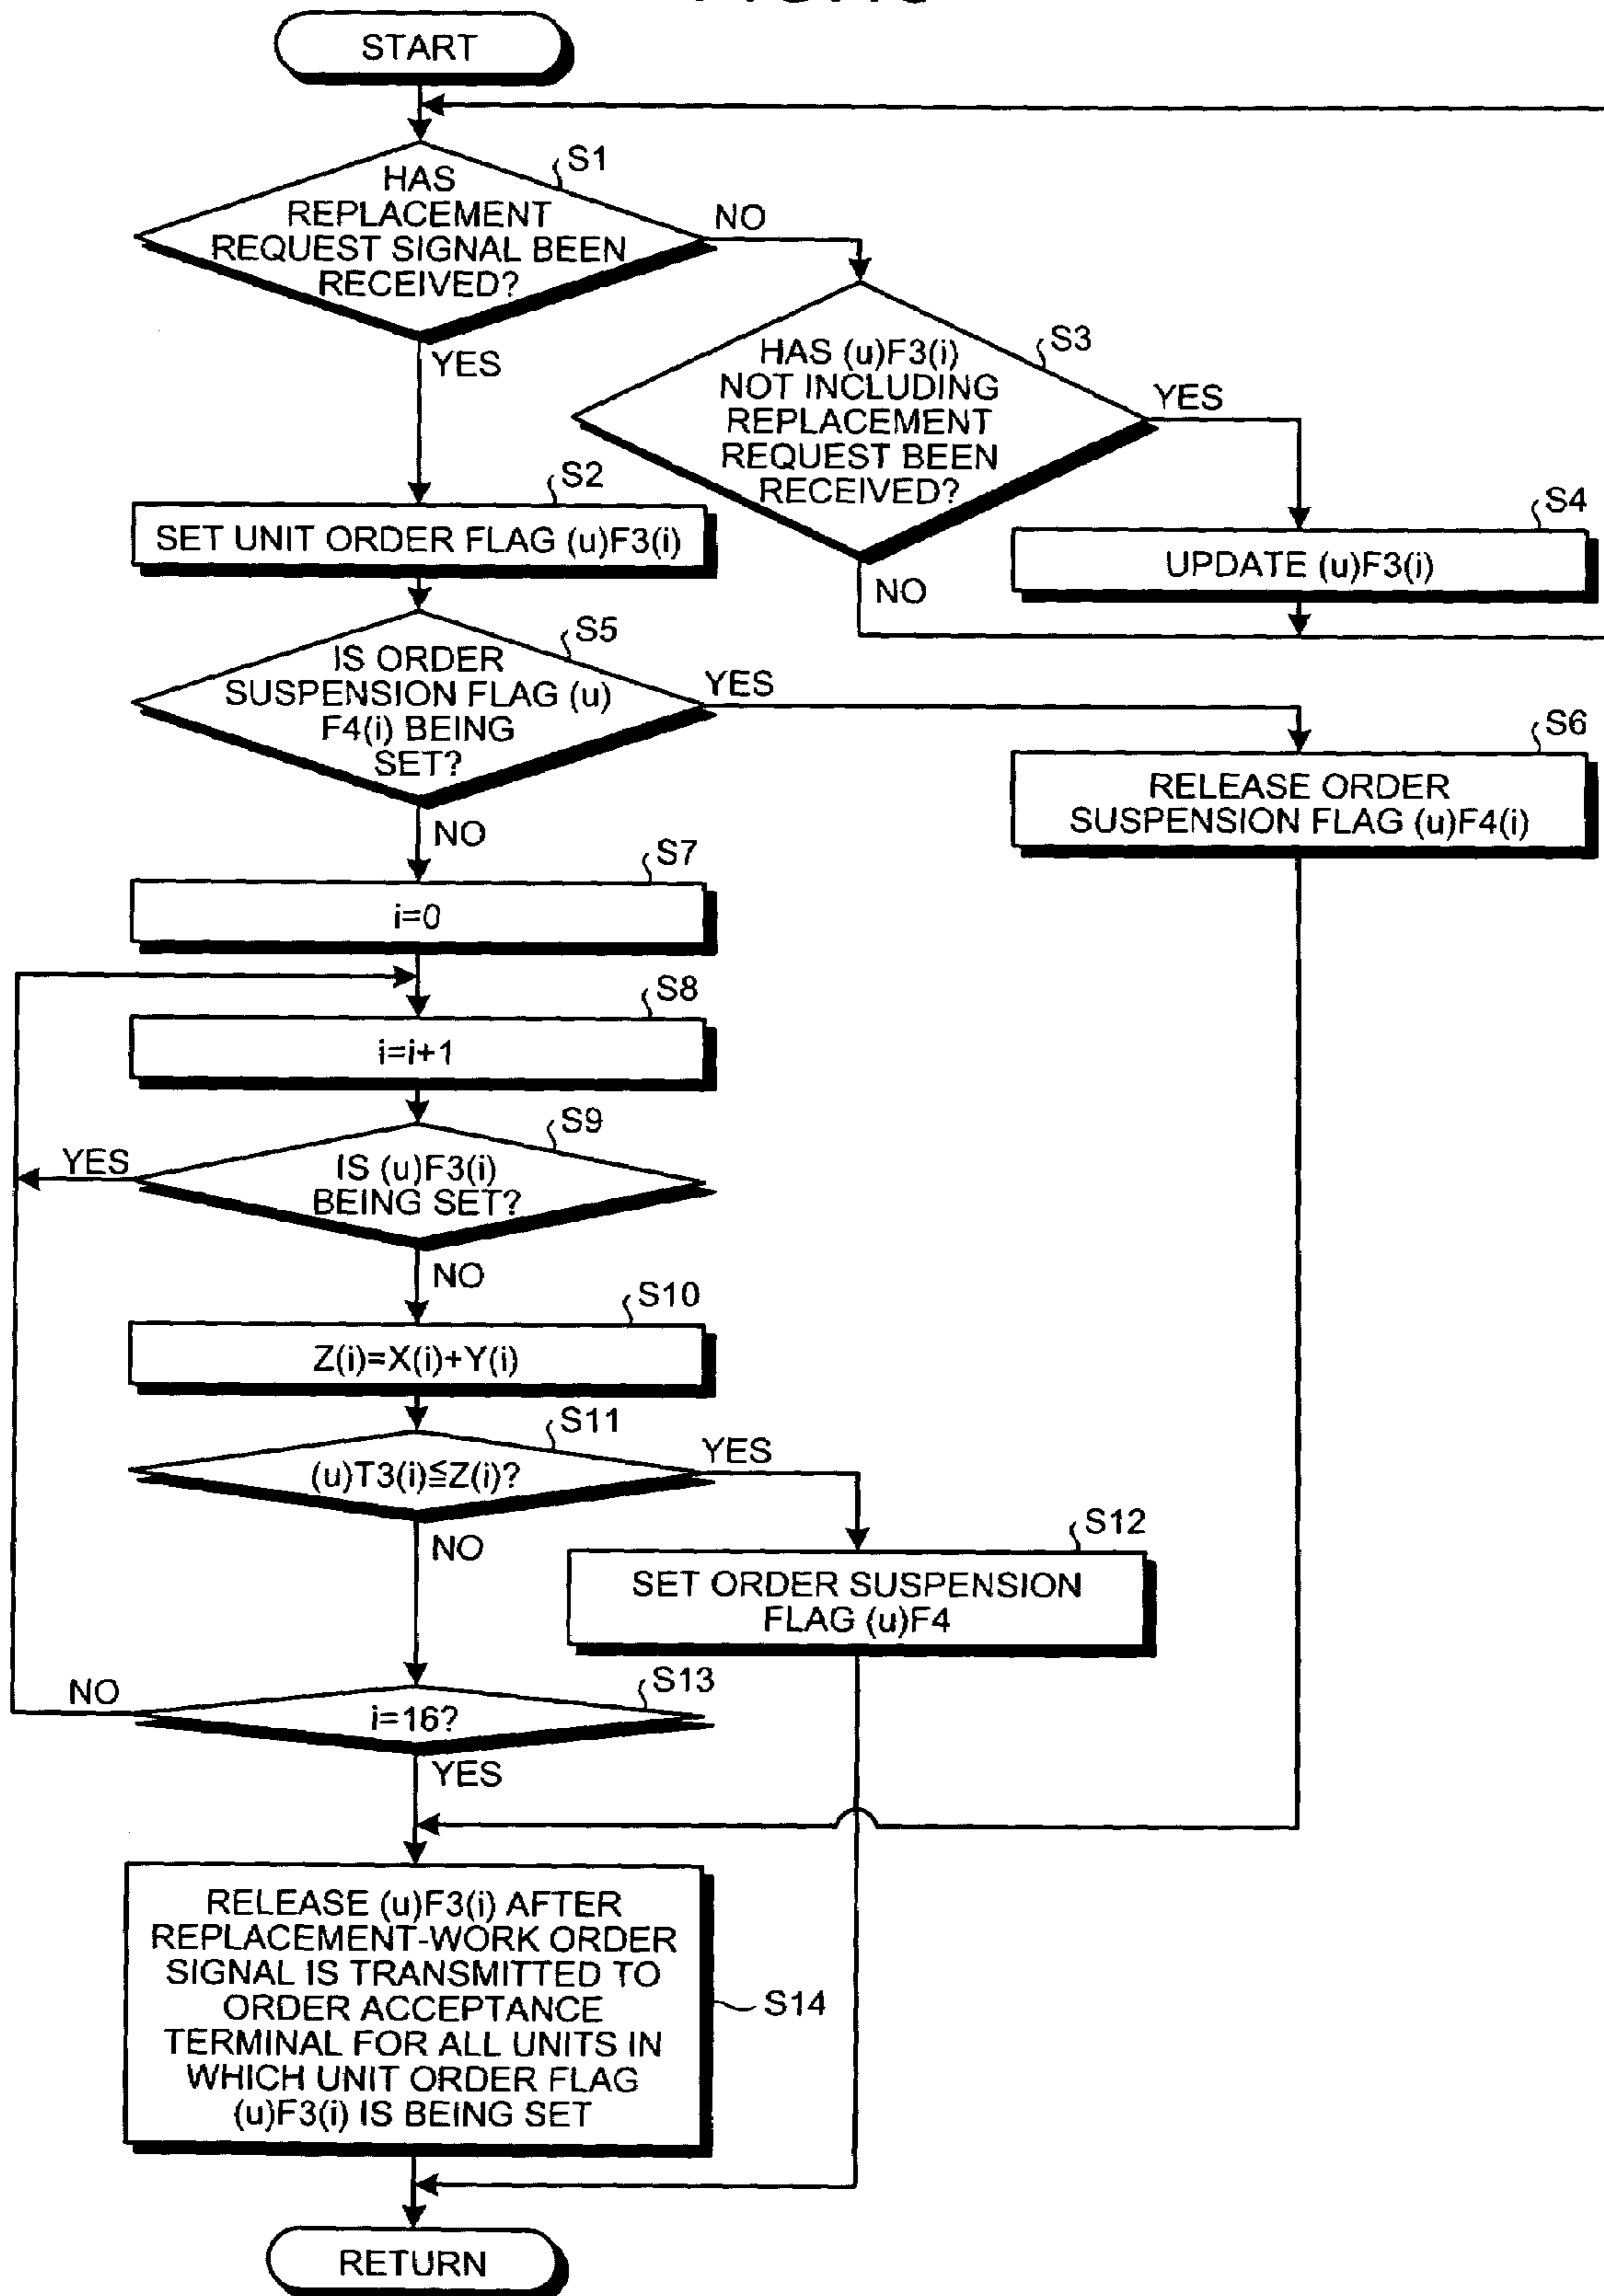 START
S1
HAS
REPLACEMENT
REQUEST SIGNAL BEEN
RECEIVED?
NO
YES
S3
HAS (u)F3(i)
NOT INCLUDING
REPLACEMENT
REQUEST BEEN
RECEIVED?
YES
NO
S2
SET UNIT ORDER FLAG (u)F3(i)
S4
UPDATE (u)F3(i)
S5
IS ORDER
SUSPENSION FLAG (u)
F4(i) BEING
SET?
YES
NO
S6
RELEASE ORDER
SUSPENSION FLAG (u)F4(i)
S7
i=0
S8
i=i+1
S9
IS (u)F3(i)
BEING SET?
YES
NO
S10
Z(i)=X(i)+Y(i)
S11
(u)T3(i)≦Z(i)?
YES
NO
S12
SET ORDER SUSPENSION
FLAG (u)F4
S13
i=16?
NO
YES
RELEASE (u)F3(i) AFTER
REPLACEMENT-WORK ORDER
SIGNAL IS TRANSMITTED TO
ORDER ACCEPTANCE
TERMINAL FOR ALL UNITS IN
WHICH UNIT ORDER FLAG
(u)F3(i) IS BEING SET
S14
RETURN